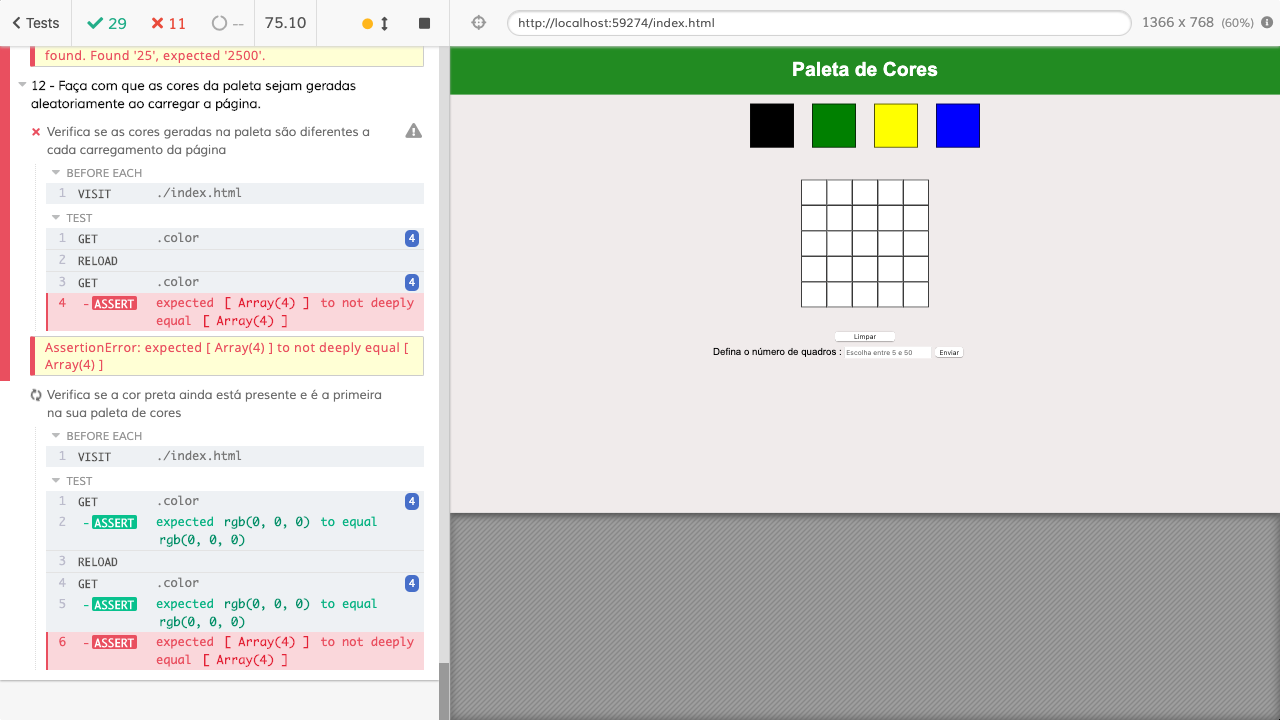 Tests
29
11
--
75.10
http://localhost:59274/index.html
1366 x 768 (60%)
found. Found '25', expected '2500'.
12 - Faça com que as cores da paleta sejam geradas
aleatoriamente ao carregar a página.
Verifica se as cores geradas na paleta são diferentes a
cada carregamento da página
BEFORE EACH
1 VISIT ./index.html
TEST
1 GET .color 4
2 RELOAD
3 GET .color 4
4 -ASSERT expected [ Array(4) ] to not deeply
equal [ Array(4) ]
AssertionError: expected [ Array(4) ] to not deeply equal [
Array(4) ]
Verifica se a cor preta ainda está presente e é a primeira
na sua paleta de cores
BEFORE EACH
1 VISIT ./index.html
TEST
1 GET .color 4
2 -ASSERT expected rgb(0, 0, 0) to equal
rgb(0, 0, 0)
3 RELOAD
4 GET .color 4
5 -ASSERT expected rgb(0, 0, 0) to equal
rgb(0, 0, 0)
6 -ASSERT expected [ Array(4) ] to not deeply
equal [ Array(4) ]
Paleta de Cores
Limpar
Defina o número de quadros : Escolha entre 5 e 50 Enviar